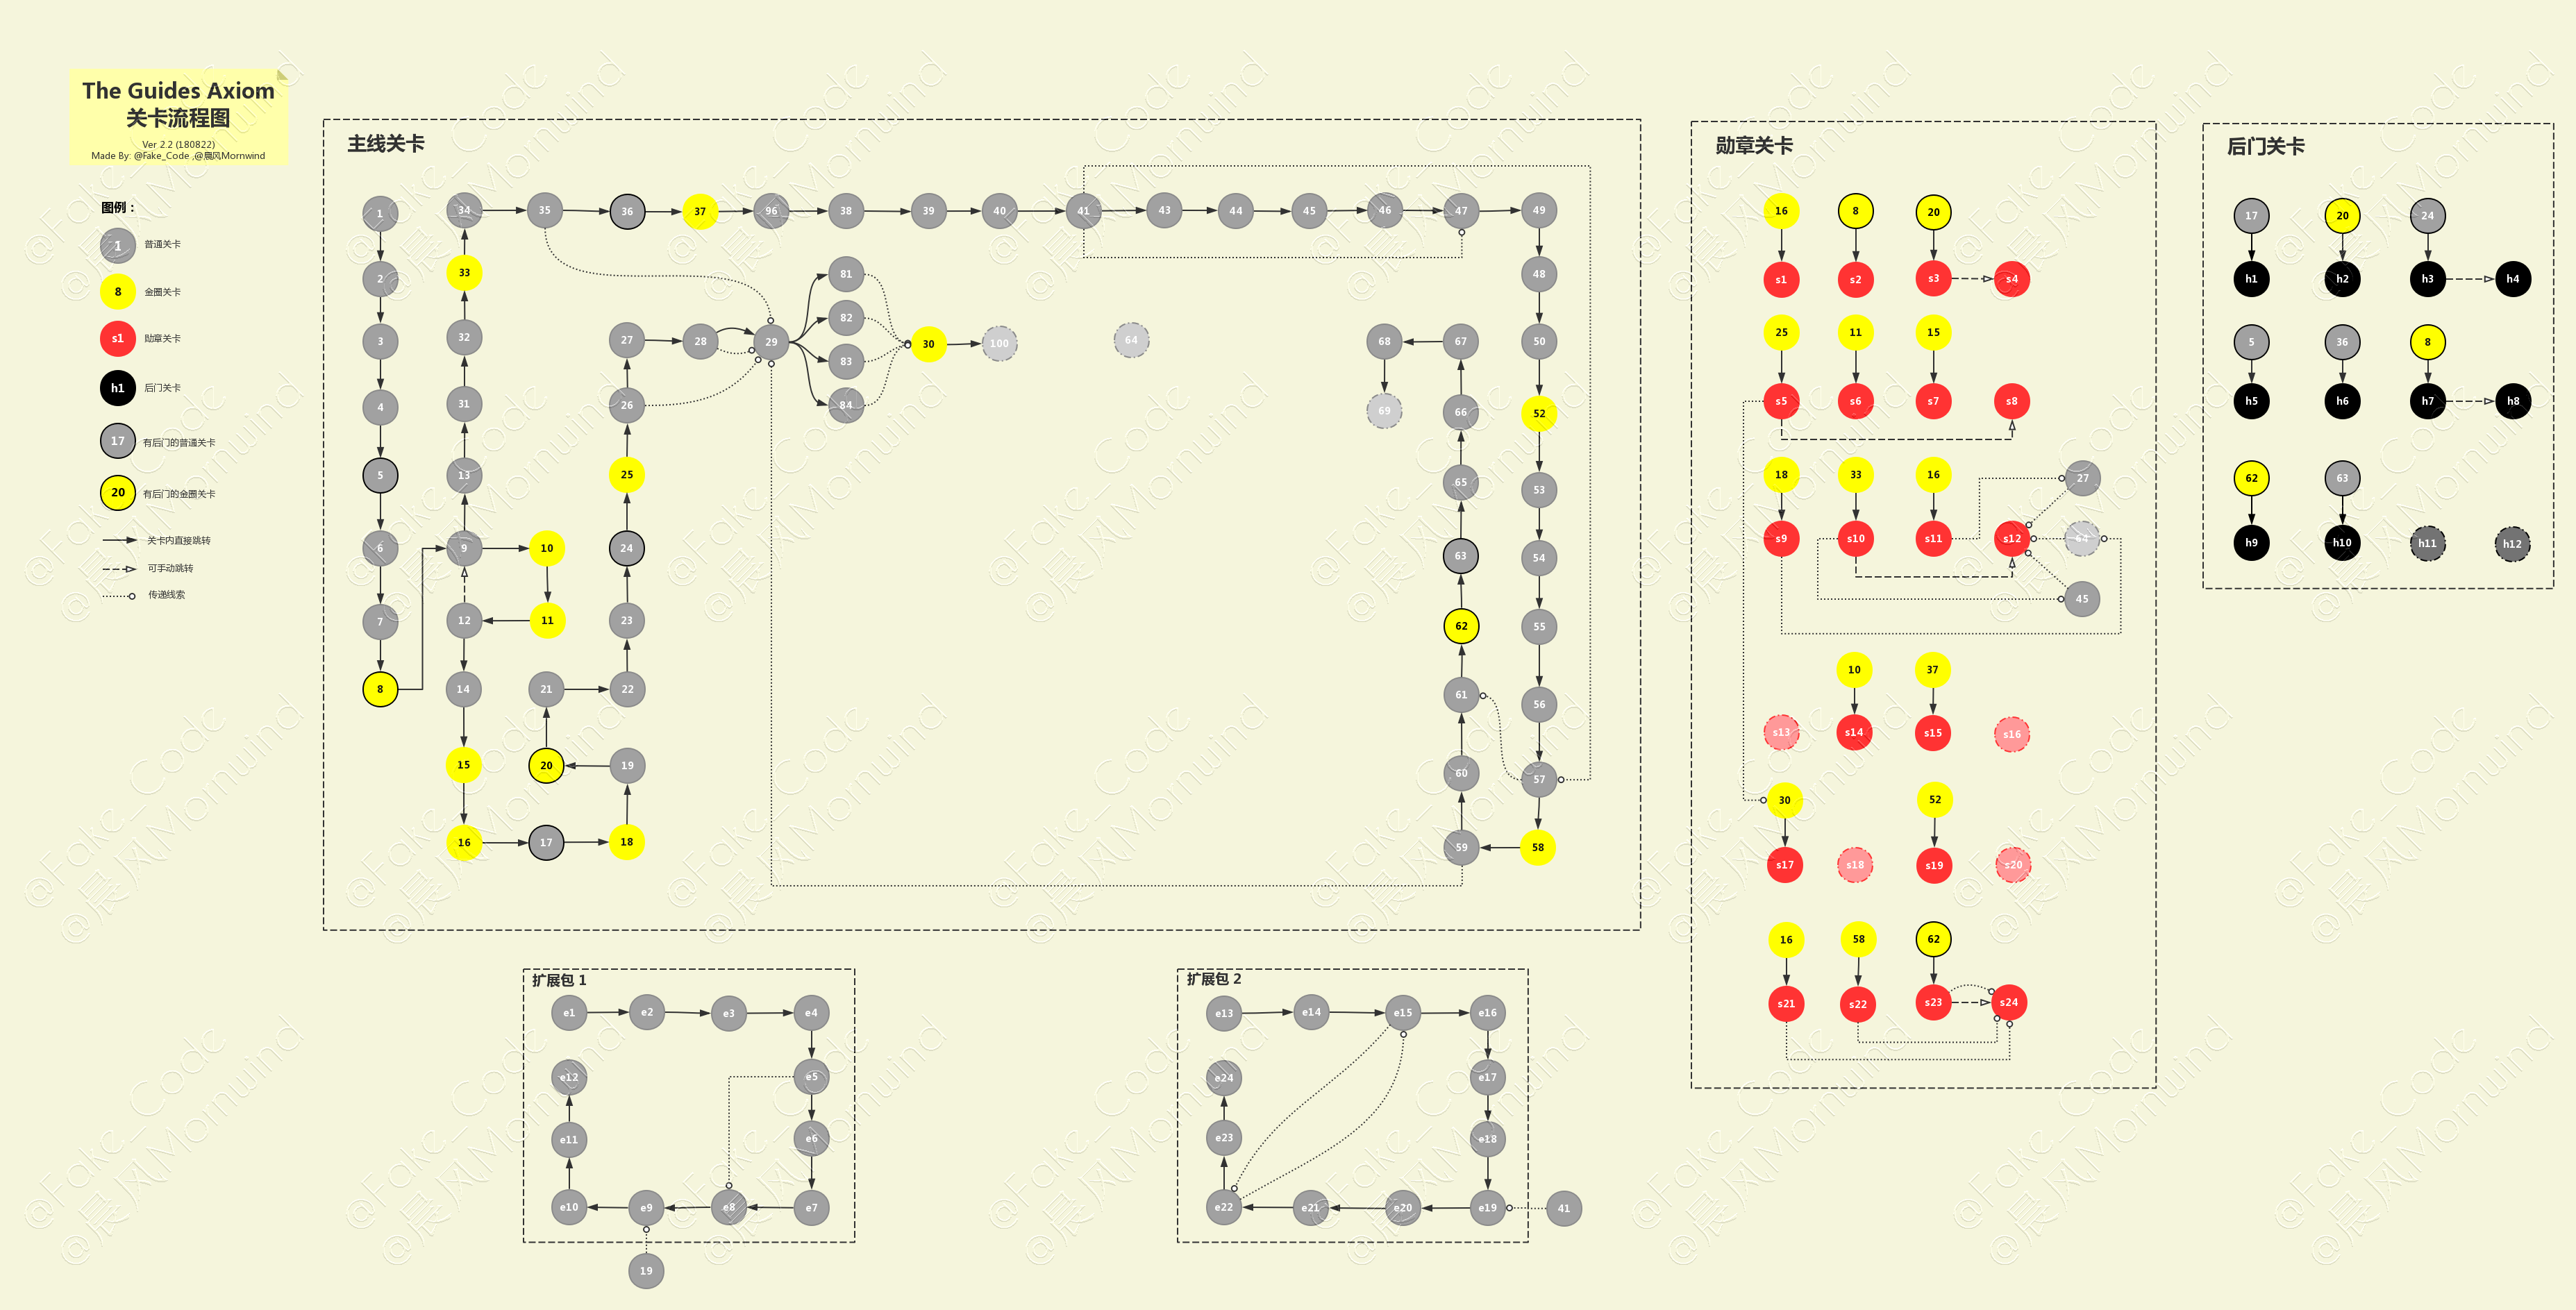 The Guides Axiom
关卡流程图
Ver 2.2 (180822)
Made By: @Fake_Code ,@晨风Mornwind
图例：
1 普通关卡
8 金圈关卡
s1 勋章关卡
h1 后门关卡
17 有后门的普通关卡
20 有后门的金圈关卡
关卡内直接跳转
可手动跳转
传递线索
主线关卡
1 34 35 36 37 96 38 39 40 41 43 44 45 46 47 49
2 33 81 48
3 32 27 28 29 82 83 30 100 64 68 67 50
4 31 26 84 69 66 52
5 13 25 65 53
6 9 10 24 63 54
7 12 11 23 62 55
8 14 21 22 61 56
15 20 19 60 57
16 17 18 59 58
勋章关卡
16 8 20
s1 s2 s3 s4
25 11 15
s5 s6 s7 s8
18 33 16 27
s9 s10 s11 s12 64
45
10 37
s13 s14 s15 s16
30 52
s17 s18 s19 s20
16 58 62
s21 s22 s23 s24
后门关卡
17 20 24
h1 h2 h3 h4
5 36 8
h5 h6 h7 h8
62 63
h9 h10 h11 h12
扩展包 1
e1 e2 e3 e4
e12 e5
e11 e6
e10 e9 e8 e7
19
扩展包 2
e13 e14 e15 e16
e24 e17
e23 e18
e22 e21 e20 e19 41
@Fake_Code
@晨风Mornwind